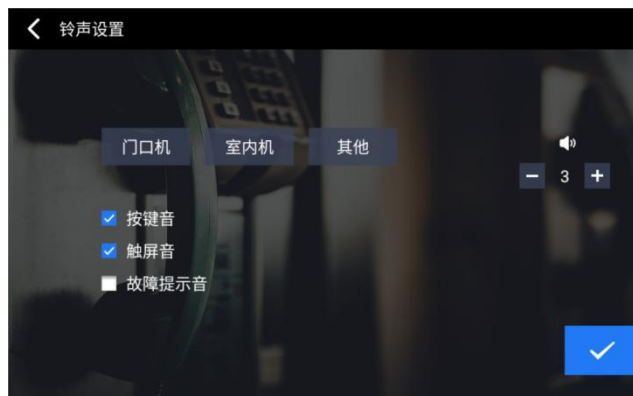 铃声设置
门口机 室内机 其他
3
按键音
触屏音
故障提示音